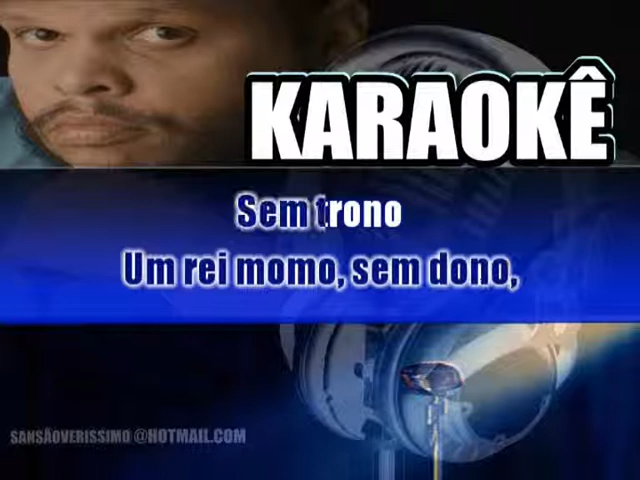 KARAOKÊ
Sem trono
Um rei momo, sem dono,
SANSÃOVERISSIMO@HOTMAIL.COM